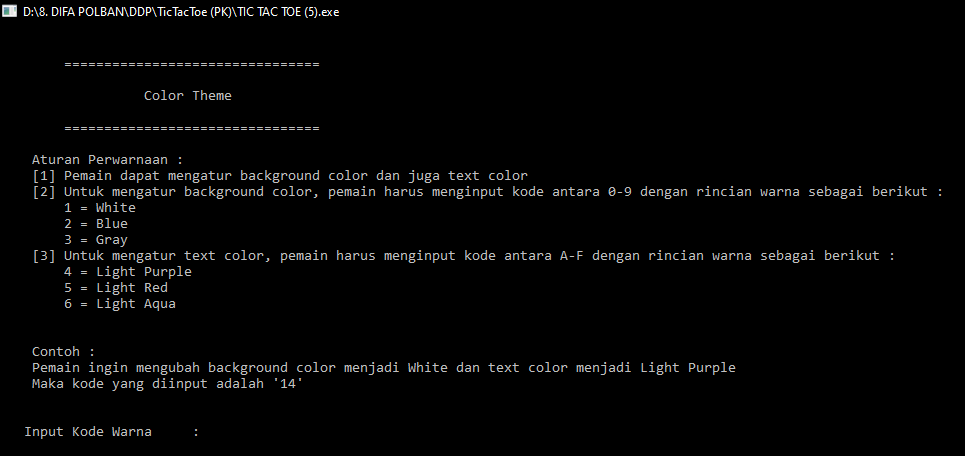 D:\8. DIFA POLBAN\DDP\TicTacToe (PK)\TIC TAC TOE (5).exe
================================
Color Theme
================================
Aturan Perwarnaan :
[1] Pemain dapat mengatur background color dan juga text color
[2] Untuk mengatur background color, pemain harus menginput kode antara 0-9 dengan rincian warna sebagai berikut :
1 = White
2 = Blue
3 = Gray
[3] Untuk mengatur text color, pemain harus menginput kode antara A-F dengan rincian warna sebagai berikut :
4 = Light Purple
5 = Light Red
6 = Light Aqua
Contoh :
Pemain ingin mengubah background color menjadi White dan text color menjadi Light Purple
Maka kode yang diinput adalah '14'
Input Kode Warna     :